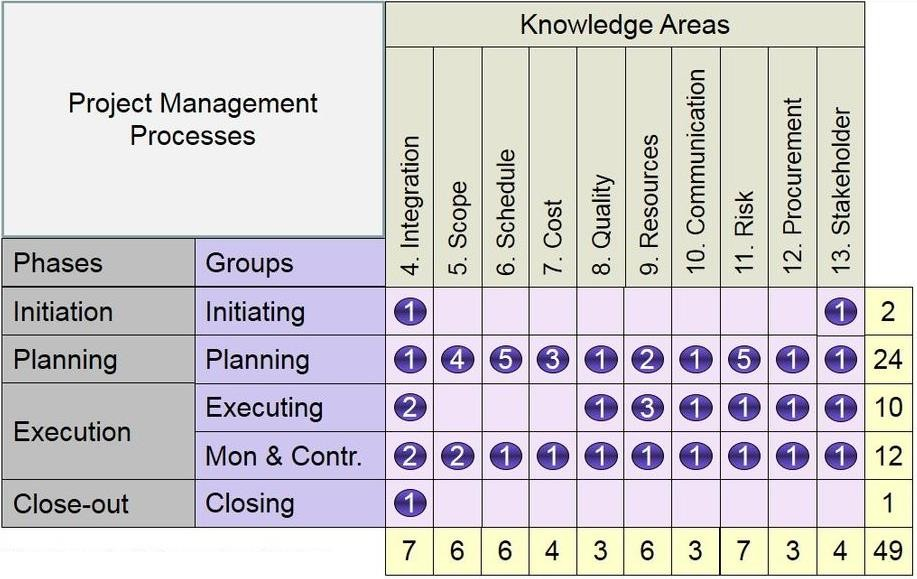 Knowledge Areas
Project Management
Processes
4. Integration
5. Scope
6. Schedule
7. Cost
8. Quality
9. Resources
10. Communication
11. Risk
12. Procurement
13. Stakeholder
Phases Groups
Initiation Initiating 1 1 2
Planning Planning 1 4 5 3 1 2 1 5 1 1 24
Execution
Executing 2 1 3 1 1 1 1 10
Mon & Contr. 2 2 1 1 1 1 1 1 1 1 12
Close-out Closing 1 1
7 6 6 4 3 6 3 7 3 4 49